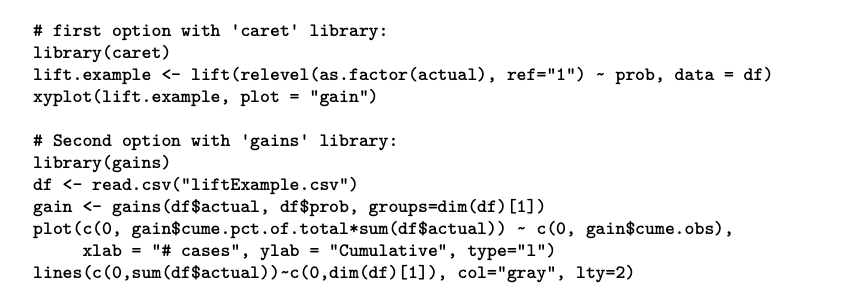 # first option with 'caret' library:
library(caret)
lift.example <- lift(relevel(as.factor(actual), ref="1") ~ prob, data = df)
xyplot(lift.example, plot = "gain")

# Second option with 'gains' library:
library(gains)
df <- read.csv("liftExample.csv")
gain <- gains(df$actual, df$prob, groups=dim(df)[1])
plot(c(0, gain$cume.pct.of.total*sum(df$actual)) ~ c(0, gain$cume.obs),
     xlab = "# cases", ylab = "Cumulative", type="l")
lines(c(0,sum(df$actual))~c(0,dim(df)[1]), col="gray", lty=2)